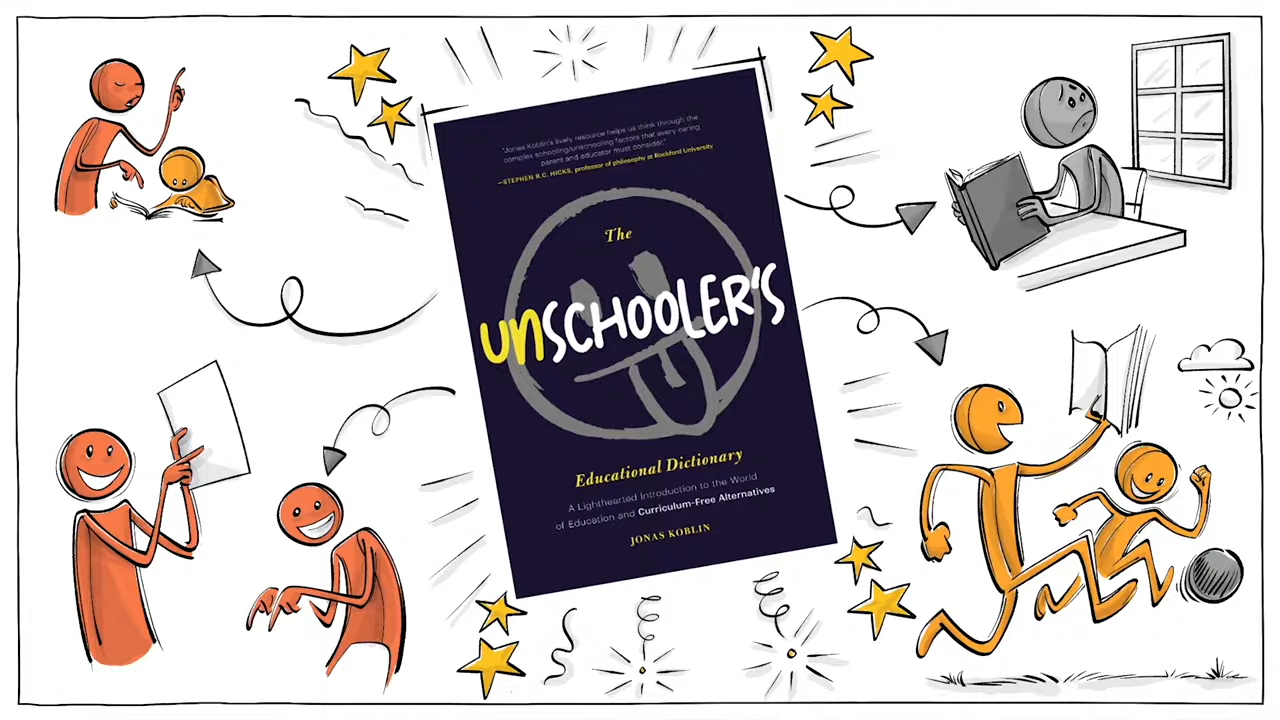 "Jonas Koblin's lively resource helps us think through the
complex schooling/unschooling factors that every caring
parent and educator must consider."
—STEPHEN R.C. HICKS, professor of philosophy at Rockford University
The
unSCHOOLER'S
Educational Dictionary
A Lighthearted Introduction to the World
of Education and Curriculum-Free Alternatives
JONAS KOBLIN